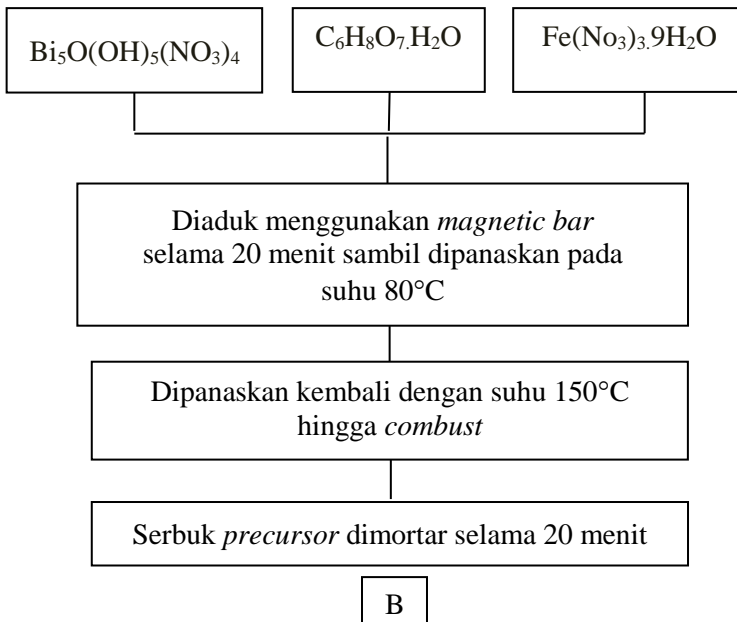 Bi₅O(OH)₅(NO₃)₄
C₆H₈O₇.H₂O
Fe(No₃)₃.9H₂O
Diaduk menggunakan magnetic bar
selama 20 menit sambil dipanaskan pada
suhu 80°C
Dipanaskan kembali dengan suhu 150°C
hingga combust
Serbuk precursor dimortar selama 20 menit
B